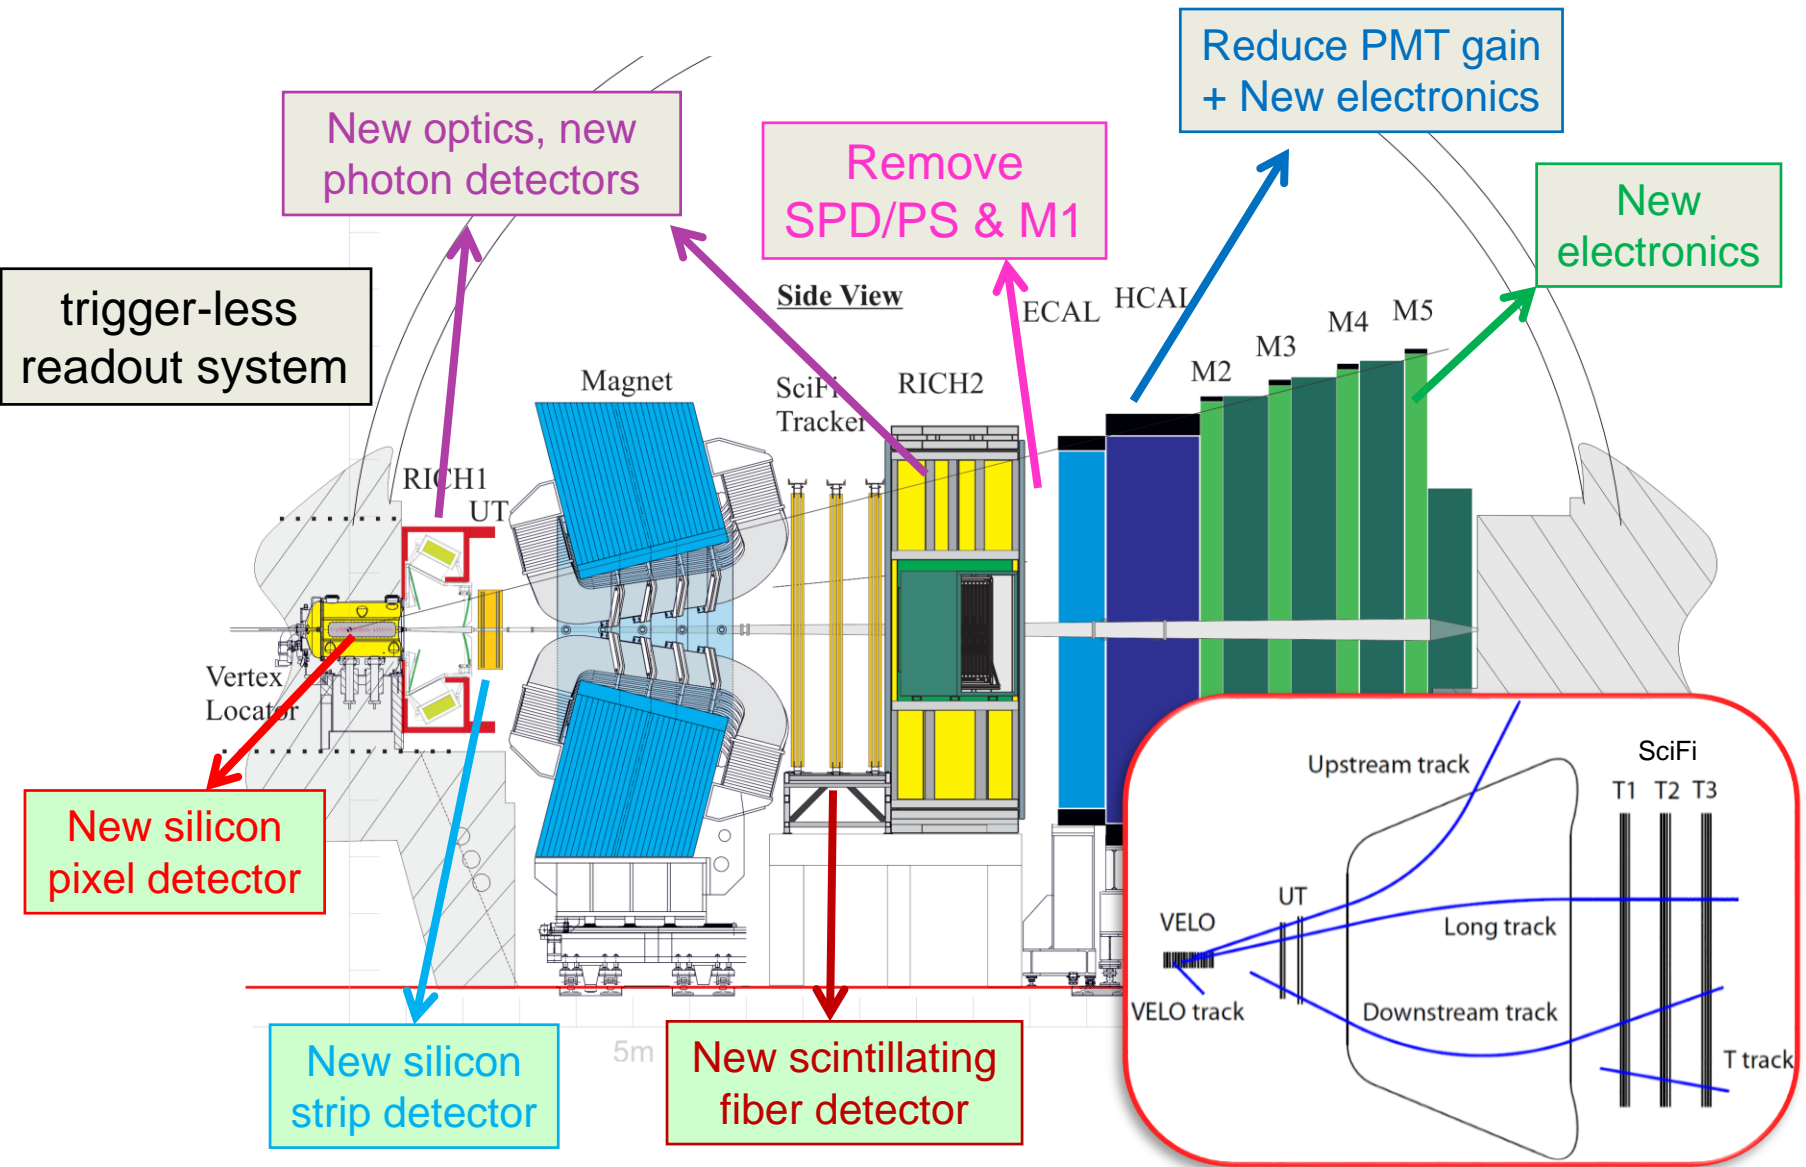 Reduce PMT gain
+ New electronics
New optics, new
photon detectors
Remove
SPD/PS & M1
New
electronics
trigger-less
readout system
Side View
ECAL
HCAL
M2
M3
M4
M5
Magnet
SciFi
Tracker
RICH2
RICH1
UT
Vertex
Locator
New silicon
pixel detector
New silicon
strip detector
5m
New scintillating
fiber detector
SciFi
T1 T2 T3
Upstream track
UT
VELO
Long track
VELO track
Downstream track
T track